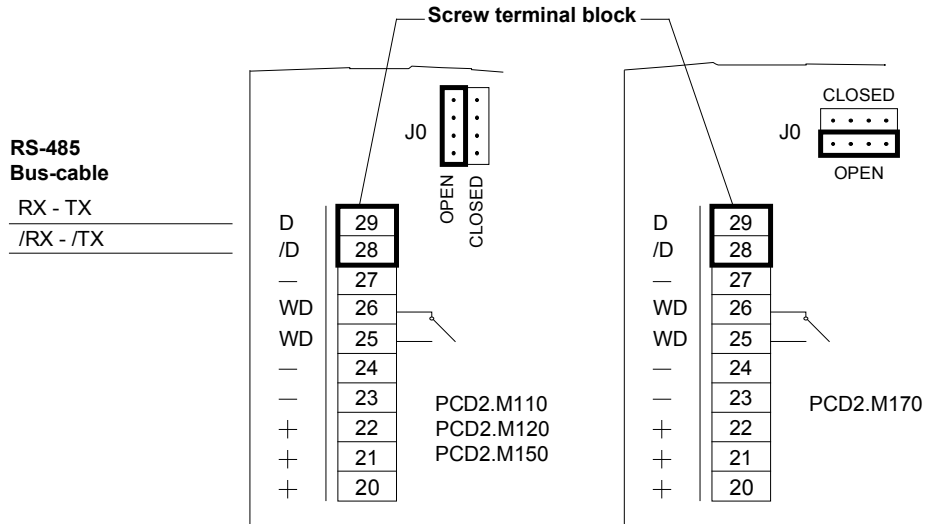 Screw terminal block
RS-485
Bus-cable
RX - TX
/RX - /TX
J0
OPEN
CLOSED
D 29
/D 28
— 27
WD 26
WD 25
— 24
— 23
+ 22
+ 21
+ 20
PCD2.M110
PCD2.M120
PCD2.M150
CLOSED
J0
OPEN
D 29
/D 28
— 27
WD 26
WD 25
— 24
— 23
+ 22
+ 21
+ 20
PCD2.M170